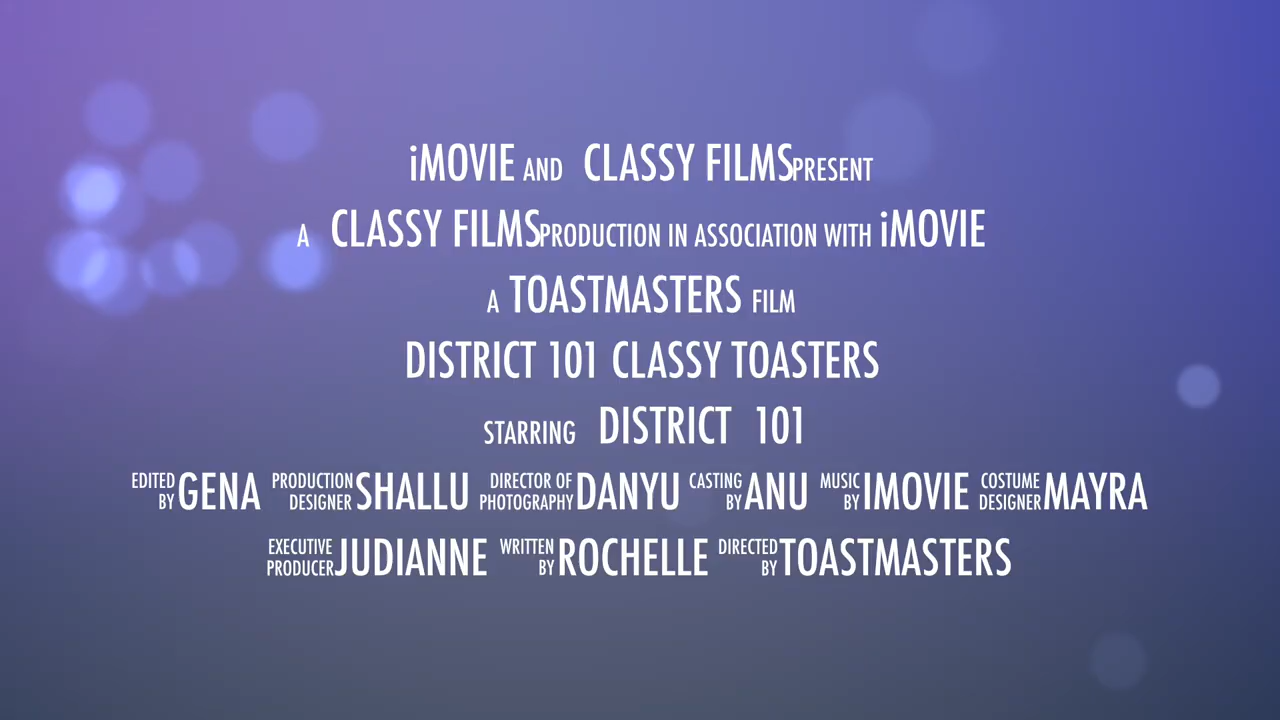 iMOVIE AND CLASSY FILMS PRESENT
A CLASSY FILMS PRODUCTION IN ASSOCIATION WITH iMOVIE
A TOASTMASTERS FILM
DISTRICT 101 CLASSY TOASTERS
STARRING DISTRICT 101
EDITED BY GENA PRODUCTION DESIGNER SHALLU DIRECTOR OF PHOTOGRAPHY DANYU CASTING BY ANU MUSIC BY IMOVIE COSTUME DESIGNER MAYRA
EXECUTIVE PRODUCER JUDIANNE WRITTEN BY ROCHELLE DIRECTED BY TOASTMASTERS